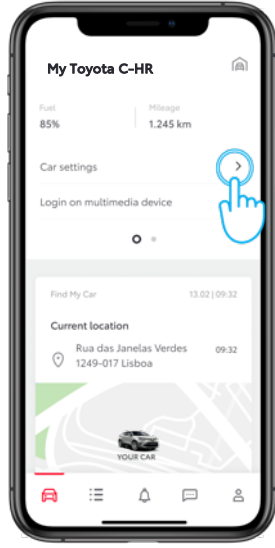 My Toyota C-HR
Fuel
Mileage
85%
1.245 km
Car settings
Login on multimedia device
Find My Car
13.02 | 09:32
Current location
Rua das Janelas Verdes
09:32
1249-017 Lisboa
YOUR CAR